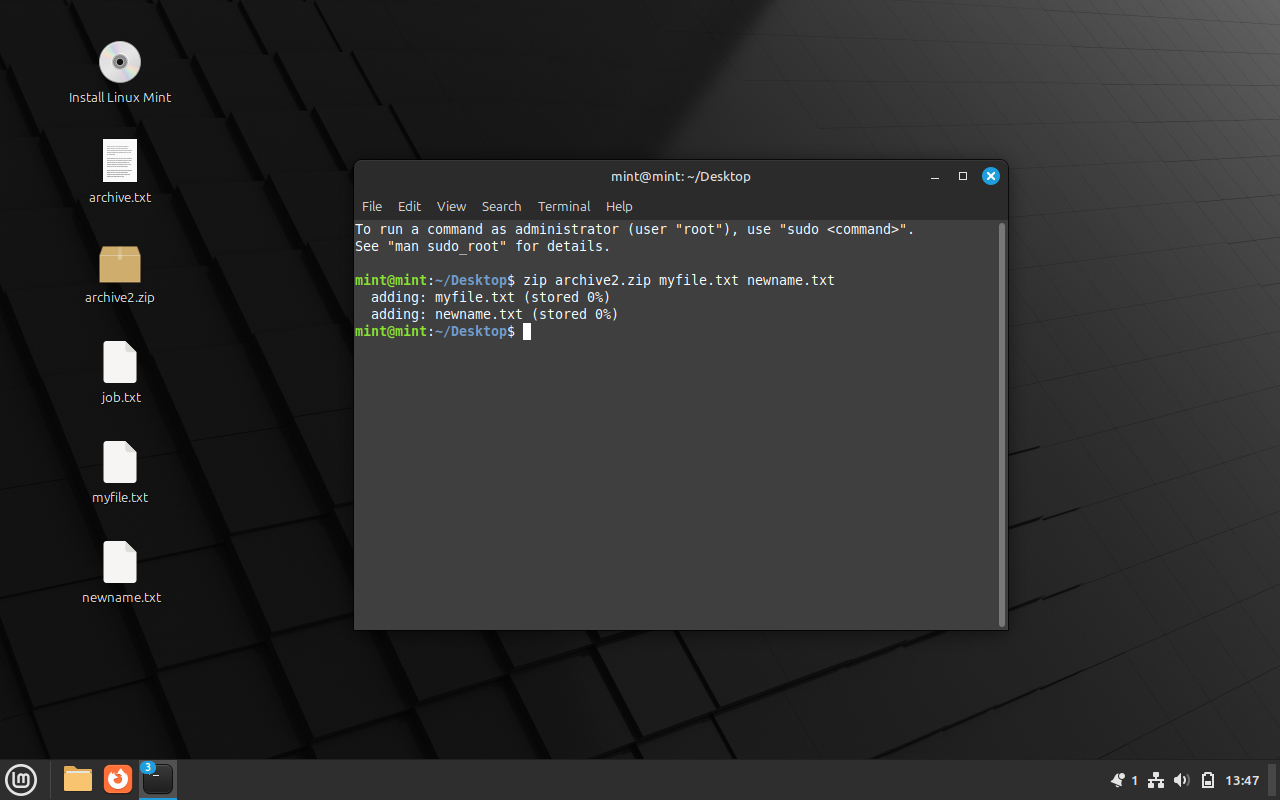 Install Linux Mint
archive.txt
archive2.zip
job.txt
myfile.txt
newname.txt
mint@mint: ~/Desktop
File Edit View Search Terminal Help
To run a command as administrator (user "root"), use "sudo <command>".
See "man sudo_root" for details.
mint@mint:~/Desktop$ zip archive2.zip myfile.txt newname.txt
  adding: myfile.txt (stored 0%)
  adding: newname.txt (stored 0%)
mint@mint:~/Desktop$
3
1
13:47